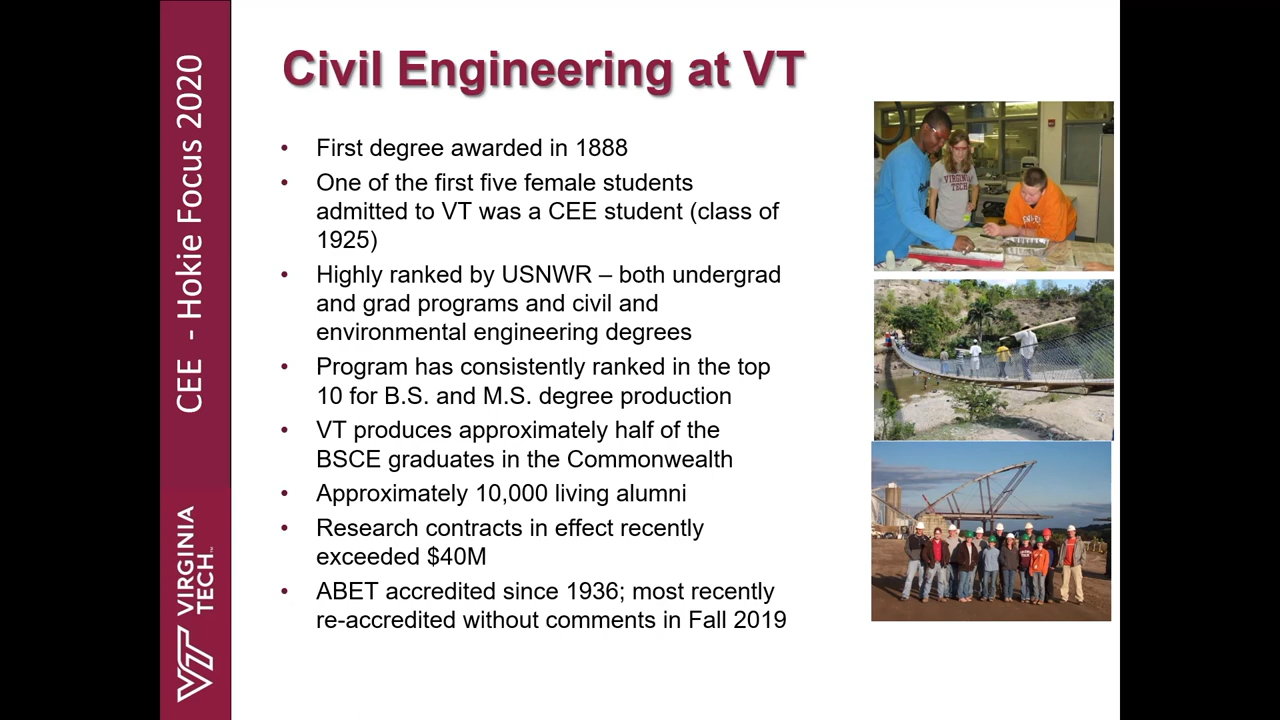 CEE - Hokie Focus 2020
VIRGINIA
TECH™
Civil Engineering at VT
• First degree awarded in 1888
• One of the first five female students
admitted to VT was a CEE student (class of
1925)
• Highly ranked by USNWR – both undergrad
and grad programs and civil and
environmental engineering degrees
• Program has consistently ranked in the top
10 for B.S. and M.S. degree production
• VT produces approximately half of the
BSCE graduates in the Commonwealth
• Approximately 10,000 living alumni
• Research contracts in effect recently
exceeded $40M
• ABET accredited since 1936; most recently
re-accredited without comments in Fall 2019
VIRGINIA
TECH